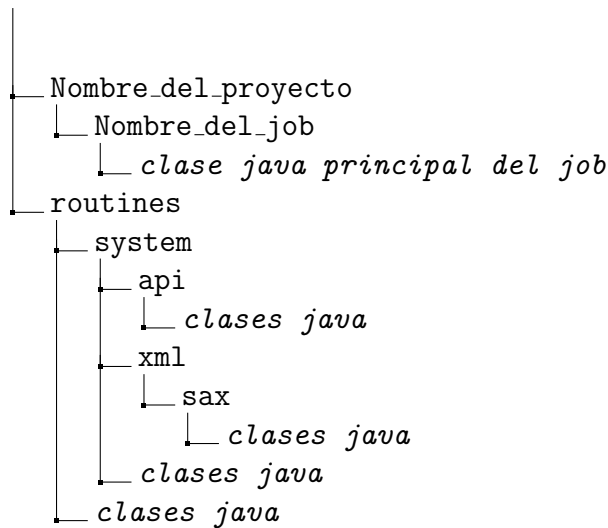 Nombre_del_proyecto
Nombre_del_job
clase java principal del job
routines
system
api
clases java
xml
sax
clases java
clases java
clases java